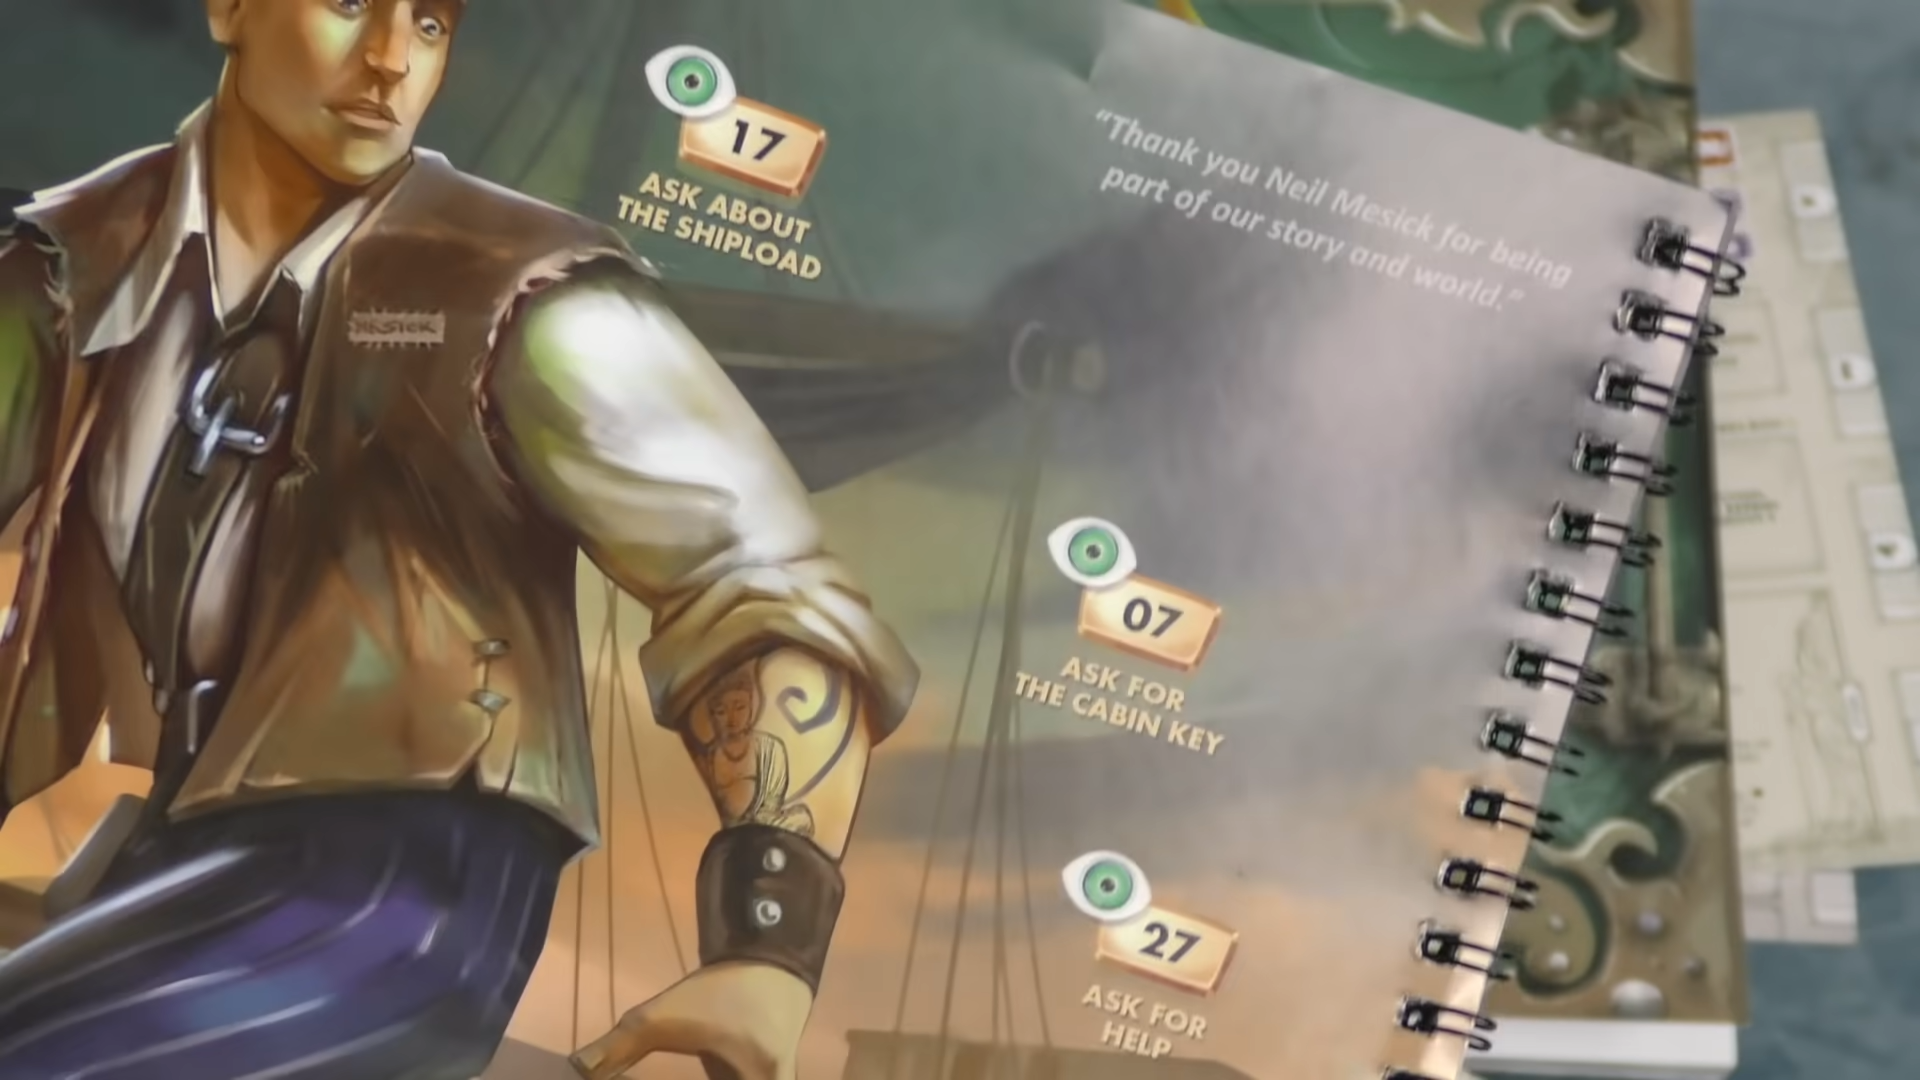 17
ASK ABOUT
THE SHIPLOAD
"Thank you Neil Mesick for being
part of our story and world."
MESICK
07
ASK FOR
THE CABIN KEY
27
ASK FOR
HELP